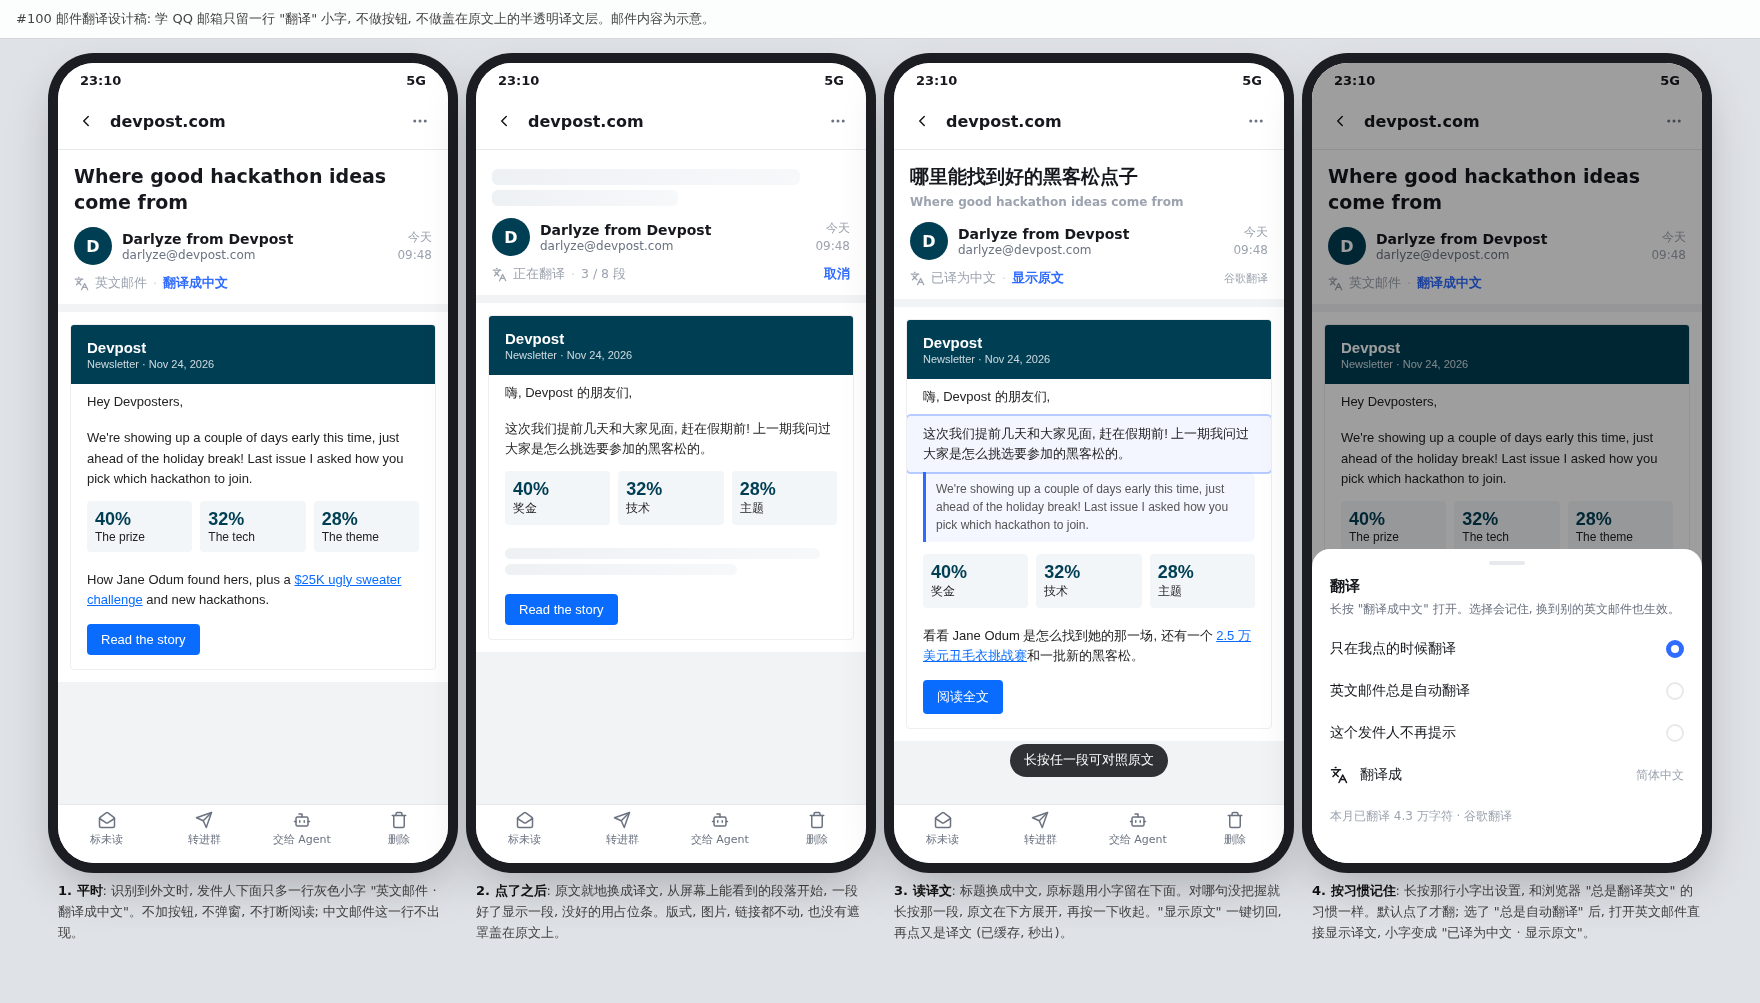 #100 邮件翻译设计稿: 学 QQ 邮箱只留一行 "翻译" 小字, 不做按钮, 不做盖在原文上的半透明译文层。邮件内容为示意。
23:10 5G
devpost.com
Where good hackathon ideas
come from
D
Darlyze from Devpost
darlyze@devpost.com
今天
09:48
英文邮件 · 翻译成中文
Devpost
Newsletter · Nov 24, 2026
Hey Devposters,
We're showing up a couple of days early this time, just
ahead of the holiday break! Last issue I asked how you
pick which hackathon to join.
40% 32% 28%
The prize The tech The theme
How Jane Odum found hers, plus a $25K ugly sweater
challenge and new hackathons.
Read the story
标未读 转进群 交给 Agent 删除
1. 平时: 识别到外文时, 发件人下面只多一行灰色小字 "英文邮件 ·
翻译成中文"。不加按钮, 不弹窗, 不打断阅读; 中文邮件这一行不出
现。
23:10 5G
devpost.com
D
Darlyze from Devpost
darlyze@devpost.com
今天
09:48
正在翻译 · 3 / 8 段 取消
Devpost
Newsletter · Nov 24, 2026
嗨, Devpost 的朋友们,
这次我们提前几天和大家见面, 赶在假期前! 上一期我问过
大家是怎么挑选要参加的黑客松的。
40% 32% 28%
奖金 技术 主题
Read the story
标未读 转进群 交给 Agent 删除
2. 点了之后: 原文就地换成译文, 从屏幕上能看到的段落开始, 一段
好了显示一段, 没好的用占位条。版式, 图片, 链接都不动, 也没有遮
罩盖在原文上。
23:10 5G
devpost.com
哪里能找到好的黑客松点子
Where good hackathon ideas come from
D
Darlyze from Devpost
darlyze@devpost.com
今天
09:48
已译为中文 · 显示原文 谷歌翻译
Devpost
Newsletter · Nov 24, 2026
嗨, Devpost 的朋友们,
这次我们提前几天和大家见面, 赶在假期前! 上一期我问过
大家是怎么挑选要参加的黑客松的。
We're showing up a couple of days early this time, just
ahead of the holiday break! Last issue I asked how you
pick which hackathon to join.
40% 32% 28%
奖金 技术 主题
看看 Jane Odum 是怎么找到她的那一场, 还有一个 2.5 万
美元丑毛衣挑战赛和一批新的黑客松。
阅读全文
长按任一段可对照原文
标未读 转进群 交给 Agent 删除
3. 读译文: 标题换成中文, 原标题用小字留在下面。对哪句没把握就
长按那一段, 原文在下方展开, 再按一下收起。"显示原文" 一键切回,
再点又是译文 (已缓存, 秒出)。
23:10 5G
devpost.com
Where good hackathon ideas
come from
D
Darlyze from Devpost
darlyze@devpost.com
今天
09:48
英文邮件 · 翻译成中文
Devpost
Newsletter · Nov 24, 2026
Hey Devposters,
We're showing up a couple of days early this time, just
ahead of the holiday break! Last issue I asked how you
pick which hackathon to join.
40% 32% 28%
The prize The tech The theme
翻译
长按 "翻译成中文" 打开。选择会记住, 换到别的英文邮件也生效。
只在我点的时候翻译
英文邮件总是自动翻译
这个发件人不再提示
翻译成 简体中文
本月已翻译 4.3 万字符 · 谷歌翻译
4. 按习惯记住: 长按那行小字出设置, 和浏览器 "总是翻译英文" 的
习惯一样。默认点了才翻; 选了 "总是自动翻译" 后, 打开英文邮件直
接显示译文, 小字变成 "已译为中文 · 显示原文"。